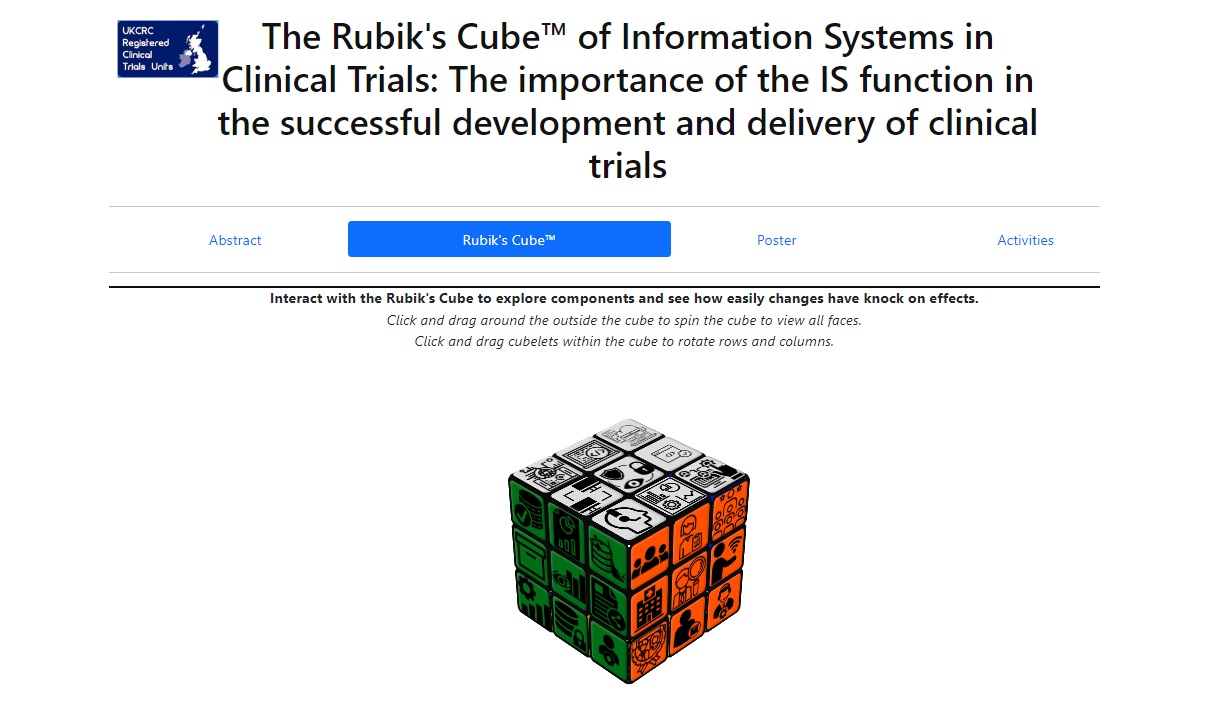 UKCRC
Registered
Clinical
Trials Units
The Rubik's Cube™ of Information Systems in
Clinical Trials: The importance of the IS function in
the successful development and delivery of clinical
trials
Abstract
Rubik's Cube™
Poster
Activities
Interact with the Rubik's Cube to explore components and see how easily changes have knock on effects.
Click and drag around the outside the cube to spin the cube to view all faces.
Click and drag cubelets within the cube to rotate rows and columns.